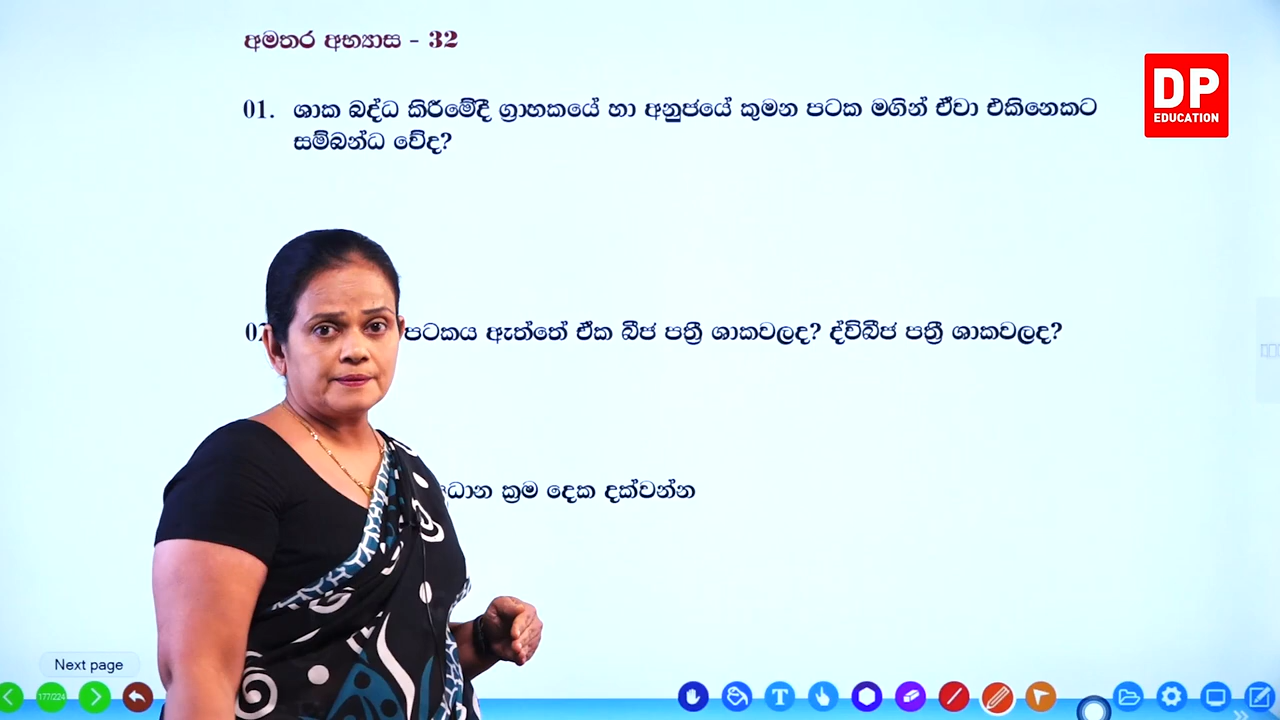 අමතර අභ්‍යාස - 32
DP
EDUCATION
01. ශාක බද්ධ කිරීමේදී ග්‍රාහකයේ හා අනුජයේ කුමන පටක මගින් ඒවා එකිනෙකට
සම්බන්ධ වේද?
පටකය ඇත්තේ ඒක බීජ පත්‍රී ශාකවලද? ද්විබීජ පත්‍රී ශාකවලද?
ක්‍රම දෙක දක්වන්න
Next page
177/224